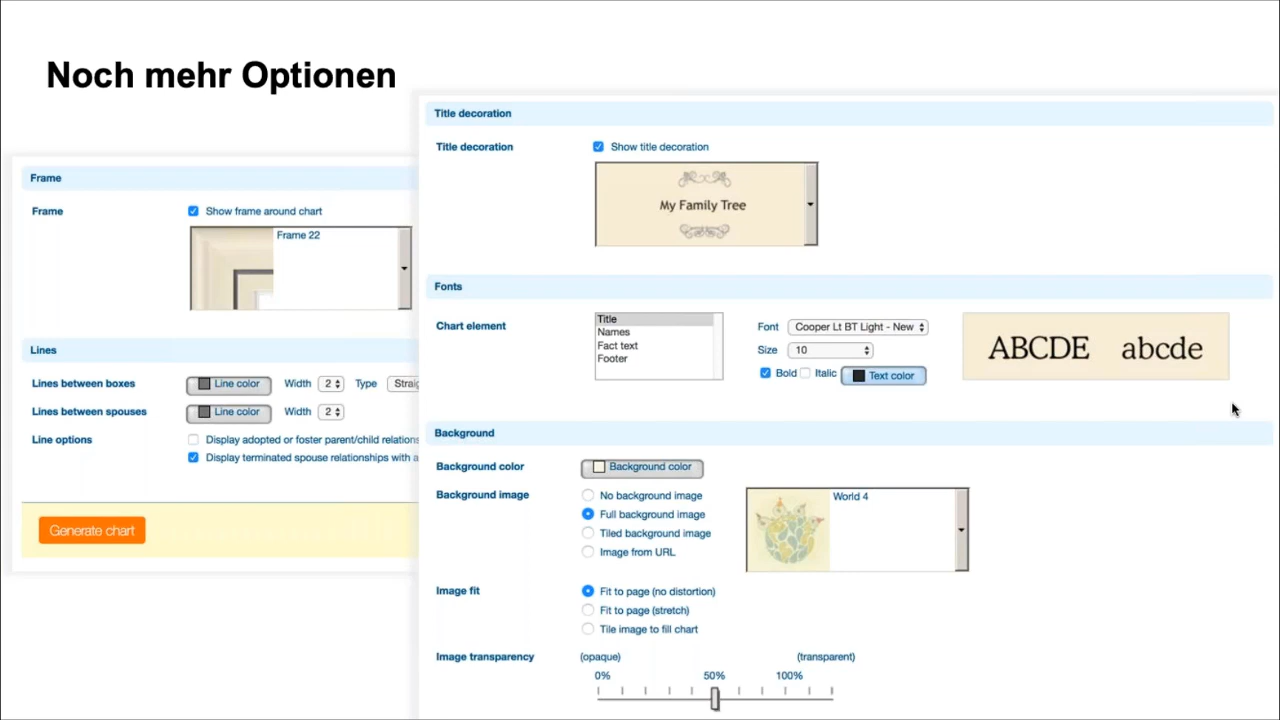 Noch mehr Optionen
Frame
Frame
Show frame around chart
Frame 22
Lines
Lines between boxes
Line color
Width
2
Type
Lines between spouses
Line color
Width
2
Line options
Display adopted or foster parent/child
Display terminated spouse relationships with a
Generate chart
Title decoration
Title decoration
Show title decoration
My Family Tree
Fonts
Chart element
Title
Names
Fact text
Footer
Font
Cooper Lt BT Light - New
Size
10
Bold
Italic
Text color
ABCDE abcde
Background
Background color
Background color
Background image
No background image
Full background image
Tiled background image
Image from URL
World 4
Image fit
Fit to page (no distortion)
Fit to page (stretch)
Tile image to fill chart
Image transparency
(opaque)
(transparent)
0%
50%
100%